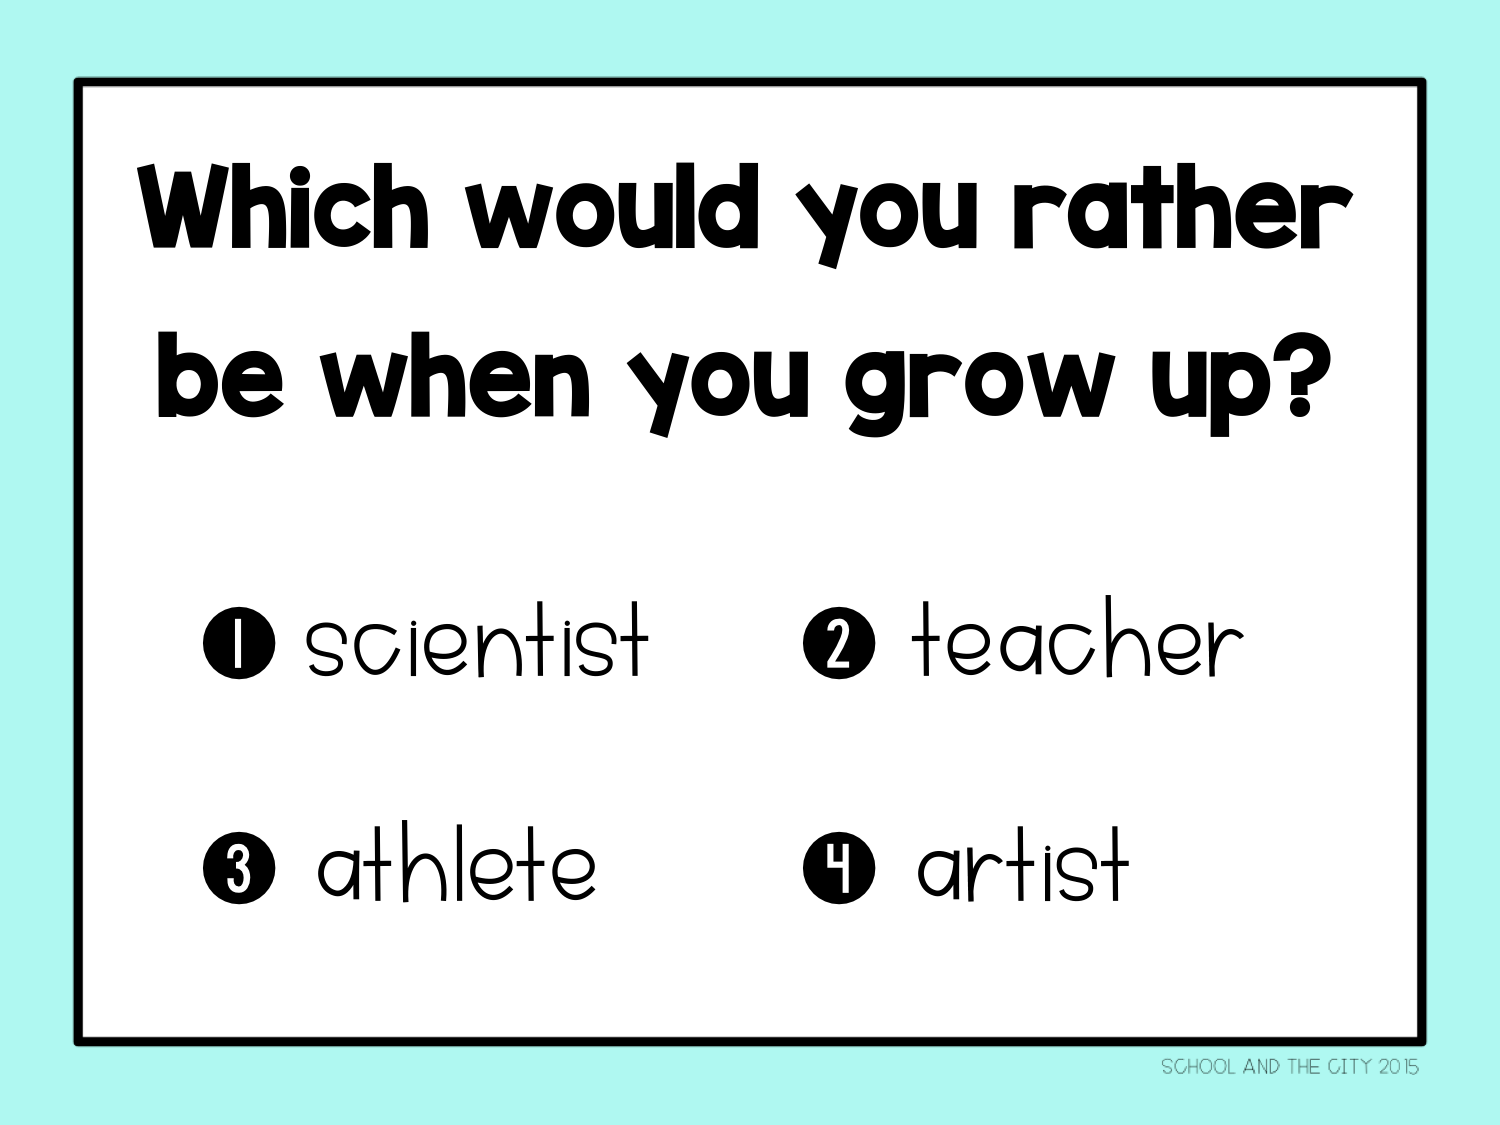 Which would you rather
be when you grow up?
1 scientist
2 teacher
3 athlete
4 artist
SCHOOL AND THE CITY 2015